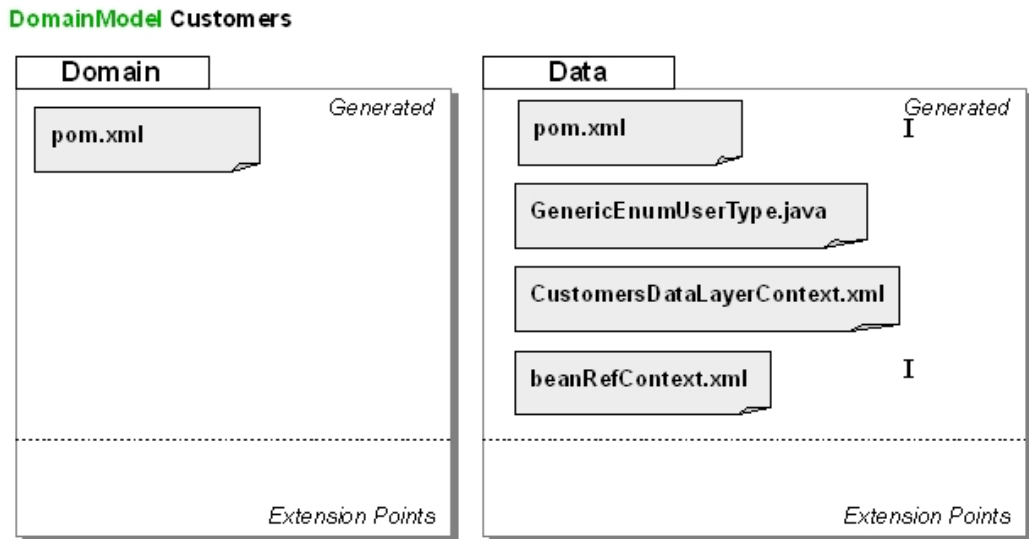 DomainModel Customers
Domain
Generated
pom.xml
Extension Points
Data
Generated
pom.xml
GenericEnumUserType.java
CustomersDataLayerContext.xml
beanRefContext.xml
Extension Points